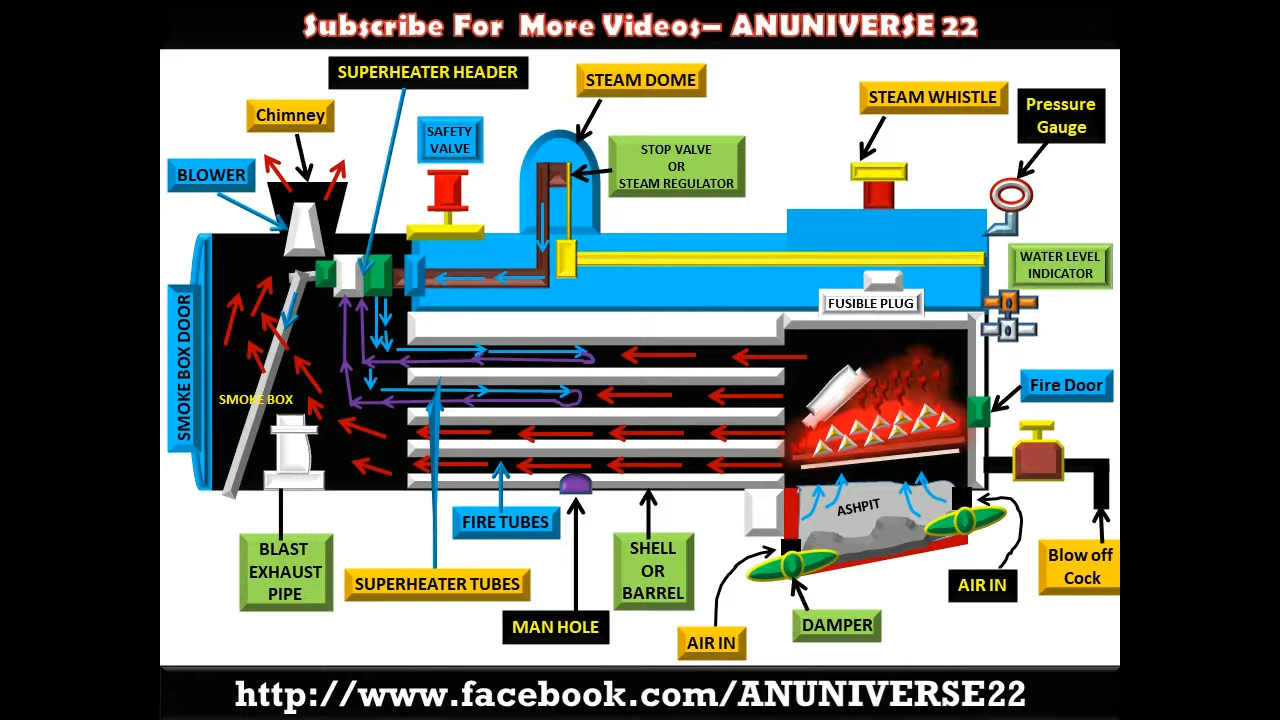 Subscribe For More Videos– ANUNIVERSE 22
SUPERHEATER HEADER
STEAM DOME
STEAM WHISTLE
Pressure
Gauge
Chimney
SAFETY
VALVE
STOP VALVE
OR
STEAM REGULATOR
BLOWER
WATER LEVEL
INDICATOR
FUSIBLE PLUG
SMOKE BOX DOOR
SMOKE BOX
Fire Door
ASHPIT
FIRE TUBES
BLAST
EXHAUST
PIPE
SUPERHEATER TUBES
SHELL
OR
BARREL
Blow off
Cock
AIR IN
MAN HOLE
DAMPER
AIR IN
http://www.facebook.com/ANUNIVERSE22